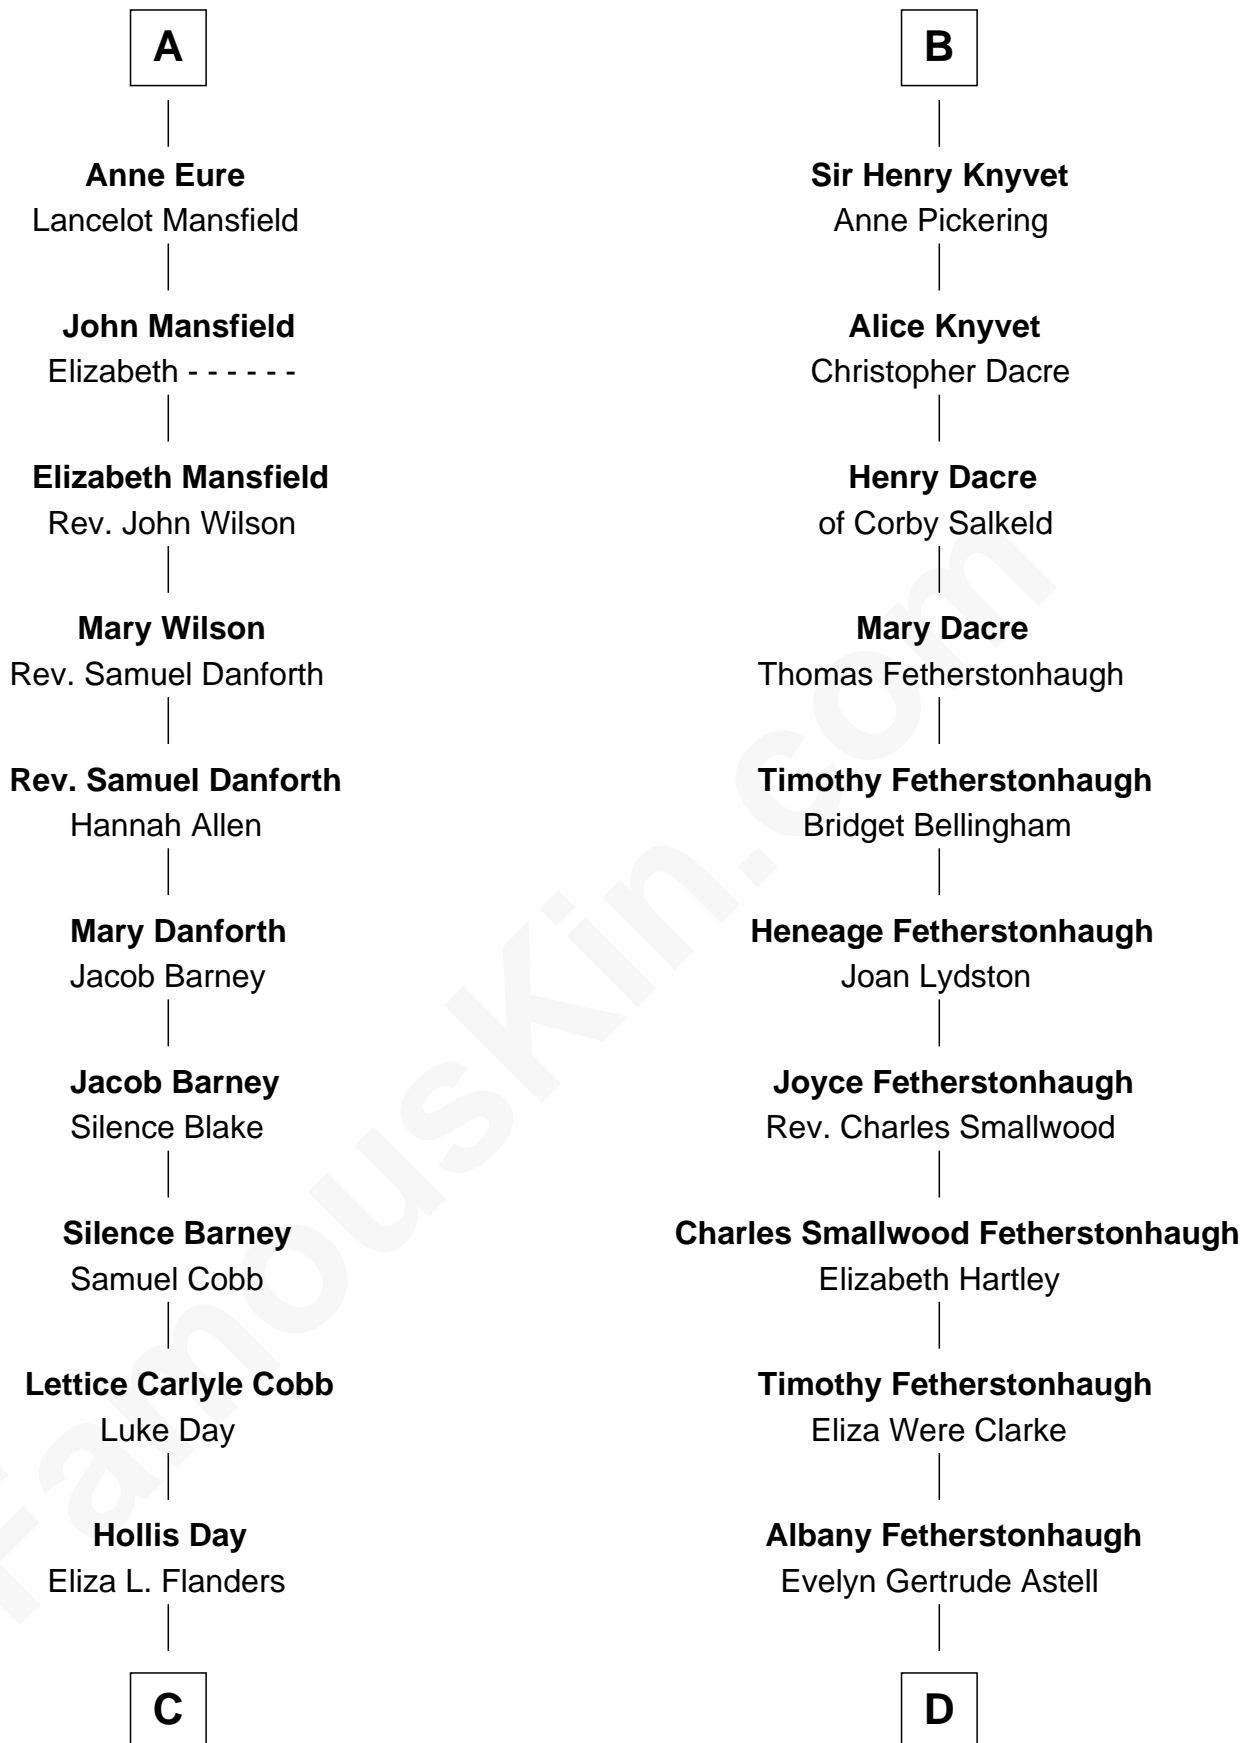 A
Anne Eure
Lancelot Mansfield
John Mansfield
Elizabeth - - - - - -
Elizabeth Mansfield
Rev. John Wilson
Mary Wilson
Rev. Samuel Danforth
Rev. Samuel Danforth
Hannah Allen
Mary Danforth
Jacob Barney
Jacob Barney
Silence Blake
Silence Barney
Samuel Cobb
Lettice Carlyle Cobb
Luke Day
Hollis Day
Eliza L. Flanders
C
B
Sir Henry Knyvet
Anne Pickering
Alice Knyvet
Christopher Dacre
Henry Dacre
of Corby Salkeld
Mary Dacre
Thomas Fetherstonhaugh
Timothy Fetherstonhaugh
Bridget Bellingham
Heneage Fetherstonhaugh
Joan Lydston
Joyce Fetherstonhaugh
Rev. Charles Smallwood
Charles Smallwood Fetherstonhaugh
Elizabeth Hartley
Timothy Fetherstonhaugh
Eliza Were Clarke
Albany Fetherstonhaugh
Evelyn Gertrude Astell
D
FamousKin.com